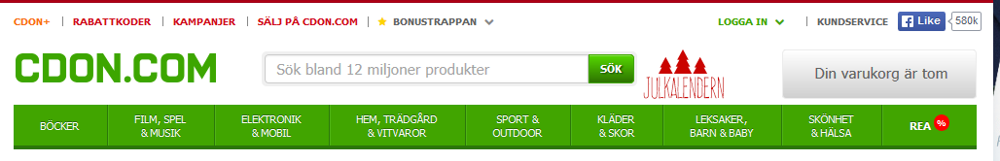 CDON+ | RABATTKODER | KAMPANJER | SÄLJ PÅ CDON.COM | BONUSTRAPPAN LOGGA IN | KUNDSERVICE Like 580k
CDON.COM Sök bland 12 miljoner produkter SÖK JULKALENDERN Din varukorg är tom
BÖCKER
FILM, SPEL
& MUSIK
ELEKTRONIK
& MOBIL
HEM, TRÄDGÅRD
& VITVAROR
SPORT &
OUTDOOR
KLÄDER
& SKOR
LEKSAKER,
BARN & BABY
SKÖNHET
& HÄLSA
REA %